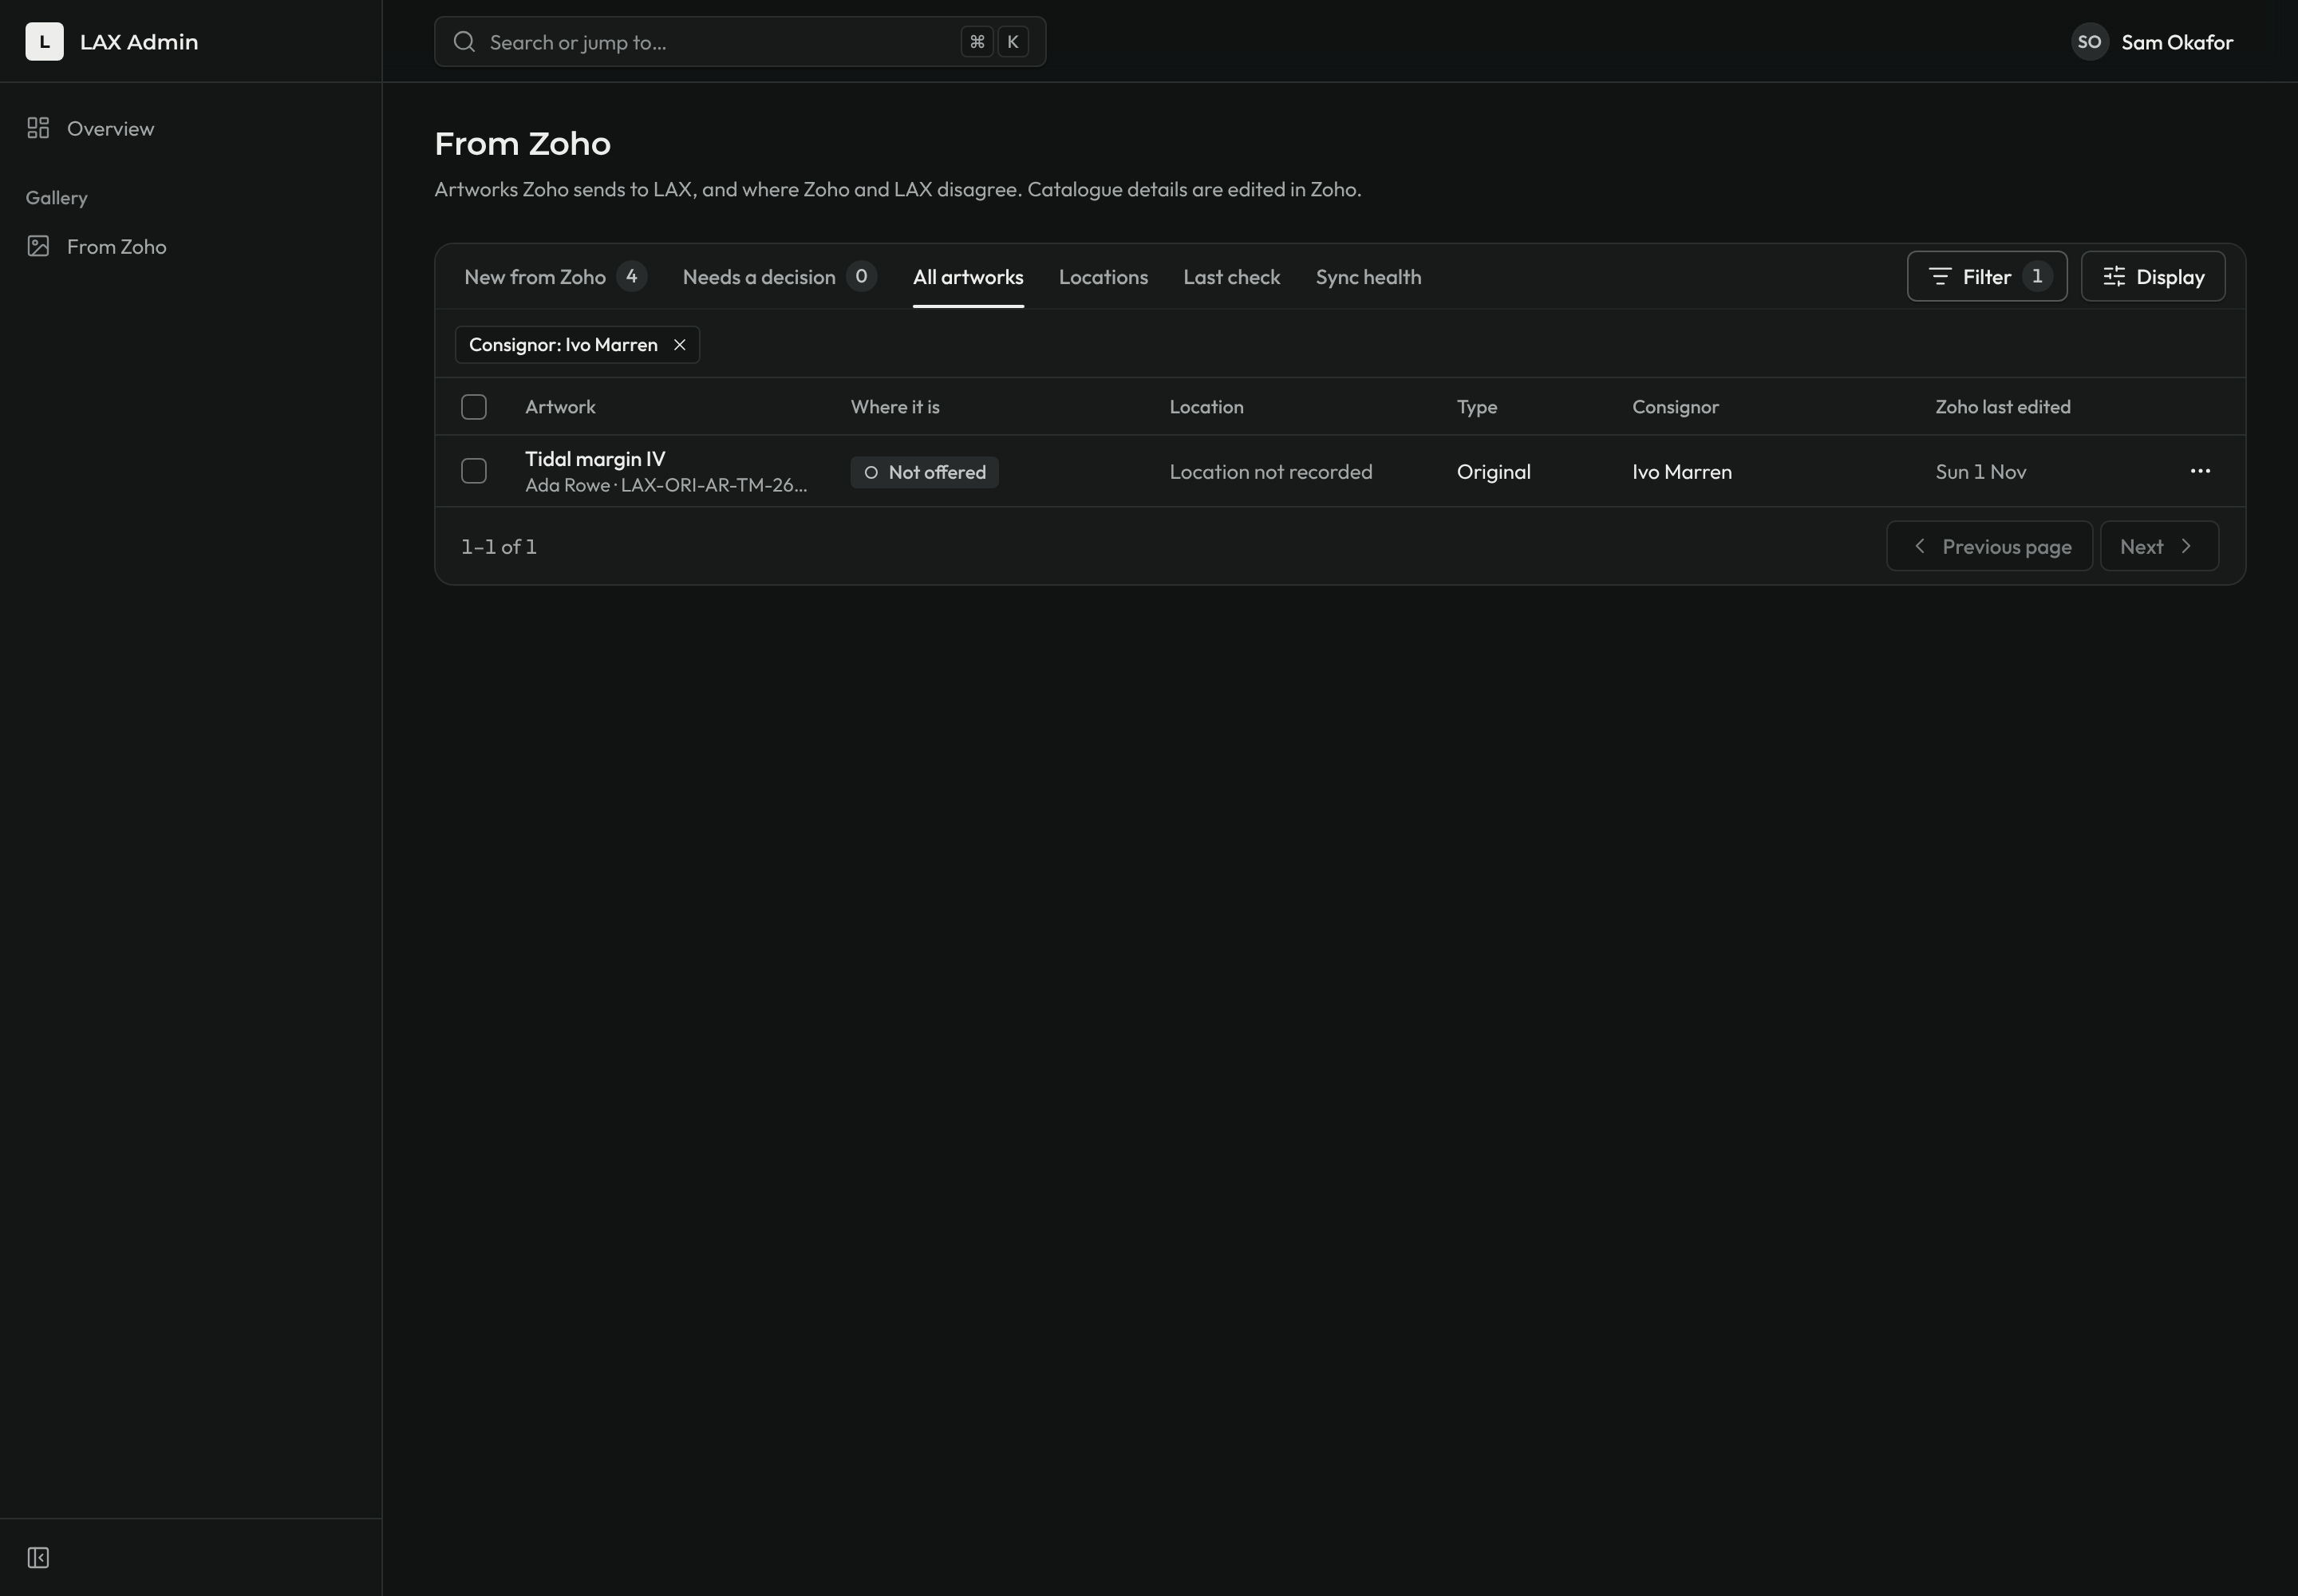 L LAX Admin
Search or jump to...
⌘ K
SO Sam Okafor
Overview
Gallery
From Zoho
From Zoho
Artworks Zoho sends to LAX, and where Zoho and LAX disagree. Catalogue details are edited in Zoho.
New from Zoho 4 Needs a decision 0 All artworks Locations Last check Sync health Filter 1 Display
Consignor: Ivo Marren
Artwork Where it is Location Type Consignor Zoho last edited
Tidal margin IV
Ada Rowe · LAX-ORI-AR-TM-26...
Not offered Location not recorded Original Ivo Marren Sun 1 Nov
1–1 of 1
Previous page Next